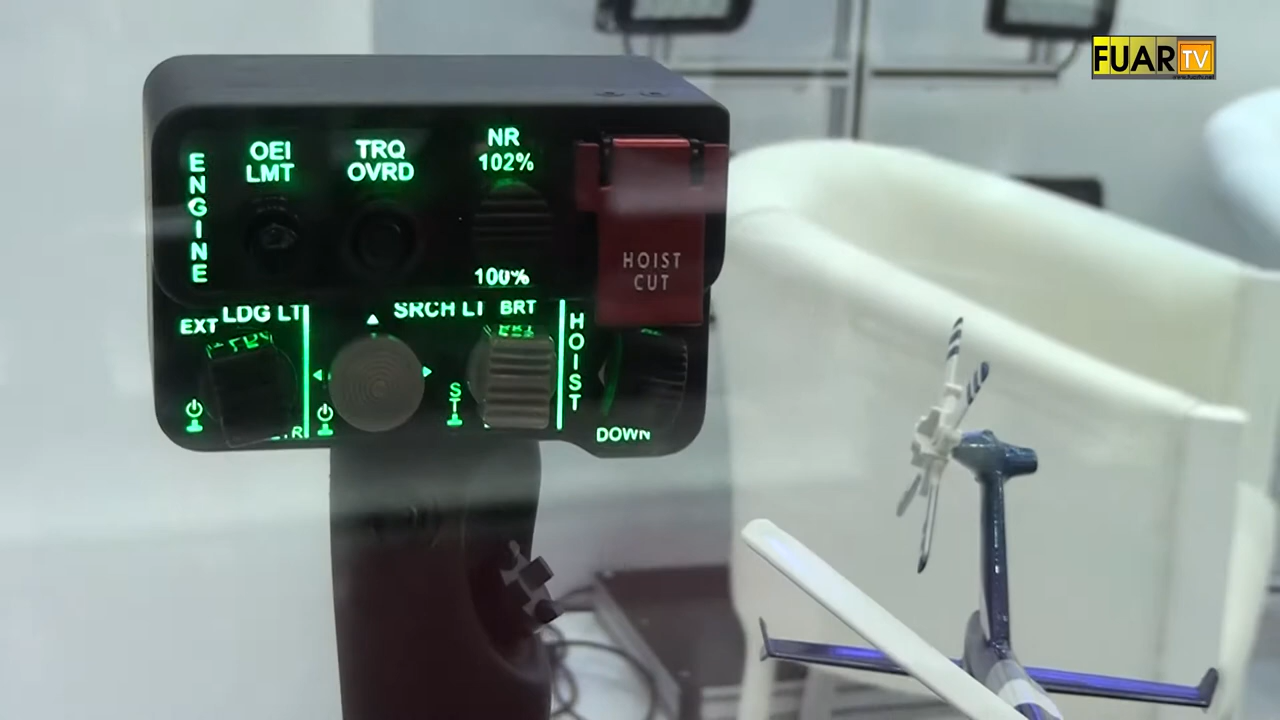 FUAR TV
ENGINE
OEI
LMT
TRQ
OVRD
NR
102%
100%
HOIST
CUT
EXT
LDG LT
SRCH LT
BRT
ST
HOIST
DOWN